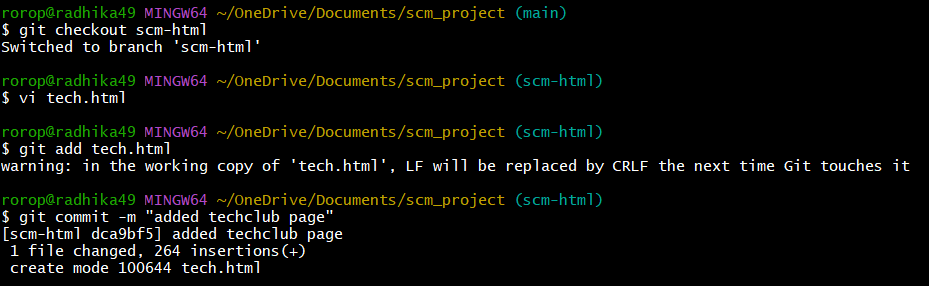 rorop@radhika49 MINGW64 ~/OneDrive/Documents/scm_project (main)
$ git checkout scm-html
Switched to branch 'scm-html'
rorop@radhika49 MINGW64 ~/OneDrive/Documents/scm_project (scm-html)
$ vi tech.html
rorop@radhika49 MINGW64 ~/OneDrive/Documents/scm_project (scm-html)
$ git add tech.html
warning: in the working copy of 'tech.html', LF will be replaced by CRLF the next time Git touches it
rorop@radhika49 MINGW64 ~/OneDrive/Documents/scm_project (scm-html)
$ git commit -m "added techclub page"
[scm-html dca9bf5] added techclub page
 1 file changed, 264 insertions(+)
 create mode 100644 tech.html